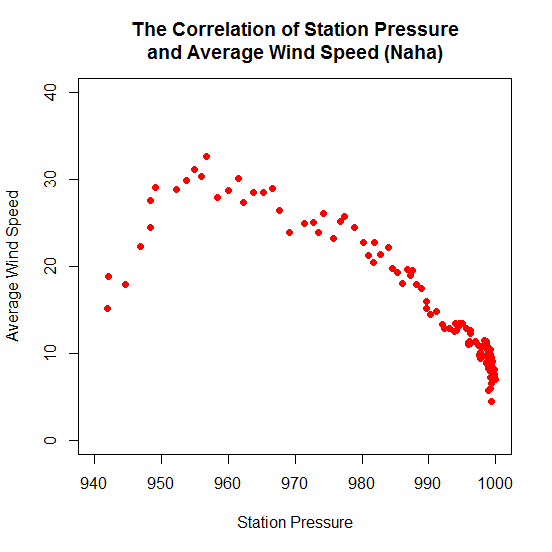 The Correlation of Station Pressure
and Average Wind Speed (Naha)
Average Wind Speed
40
30
20
10
0
940 950 960 970 980 990 1000
Station Pressure